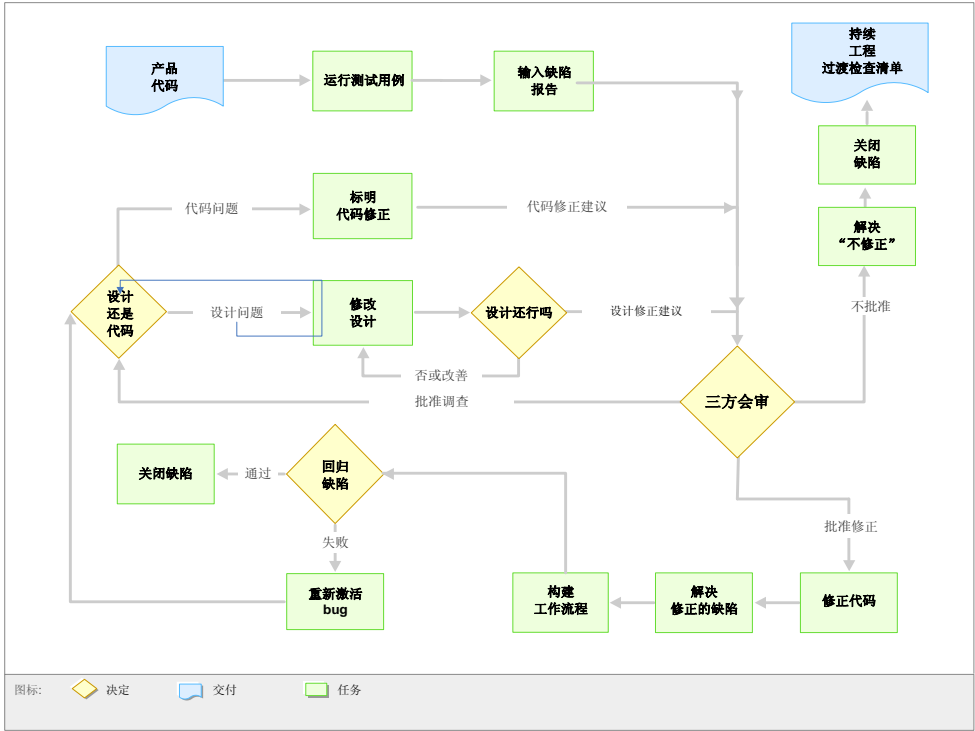 产品
代码
运行测试用例
输入缺陷
报告
持续
工程
过渡检查清单
关闭
缺陷
标明
代码修正
代码问题
代码修正建议
解决
“不修正”
设计
还是
代码
设计问题
修改
设计
设计还行吗
设计修正建议
不批准
否或改善
批准调查
三方会审
关闭缺陷
通过
回归
缺陷
失败
批准修正
重新激活
bug
构建
工作流程
解决
修正的缺陷
修正代码
图标:
决定
交付
任务